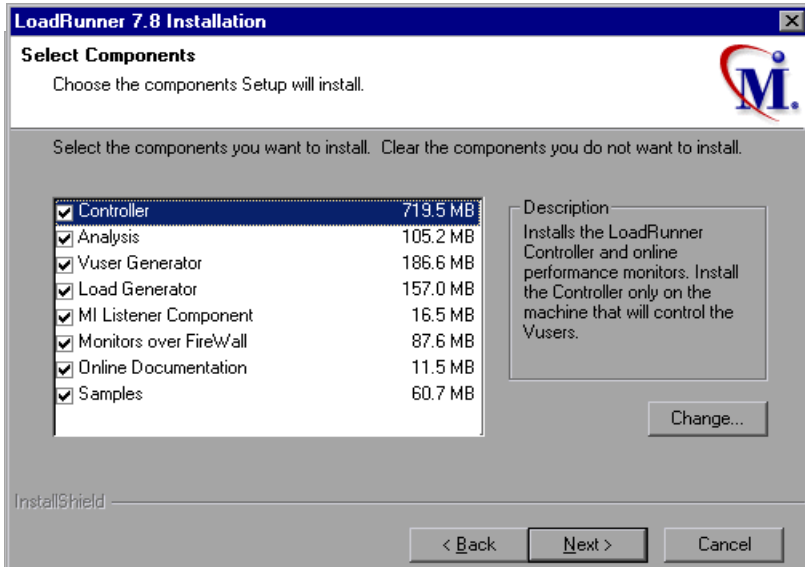 LoadRunner 7.8 Installation
Select Components
Choose the components Setup will install.
M.
Select the components you want to install. Clear the components you do not want to install.
Controller 719.5 MB
Analysis 105.2 MB
Vuser Generator 186.6 MB
Load Generator 157.0 MB
MI Listener Component 16.5 MB
Monitors over FireWall 87.6 MB
Online Documentation 11.5 MB
Samples 60.7 MB
Description
Installs the LoadRunner
Controller and online
performance monitors. Install
the Controller only on the
machine that will control the
Vusers.
Change...
InstallShield
< Back
Next >
Cancel